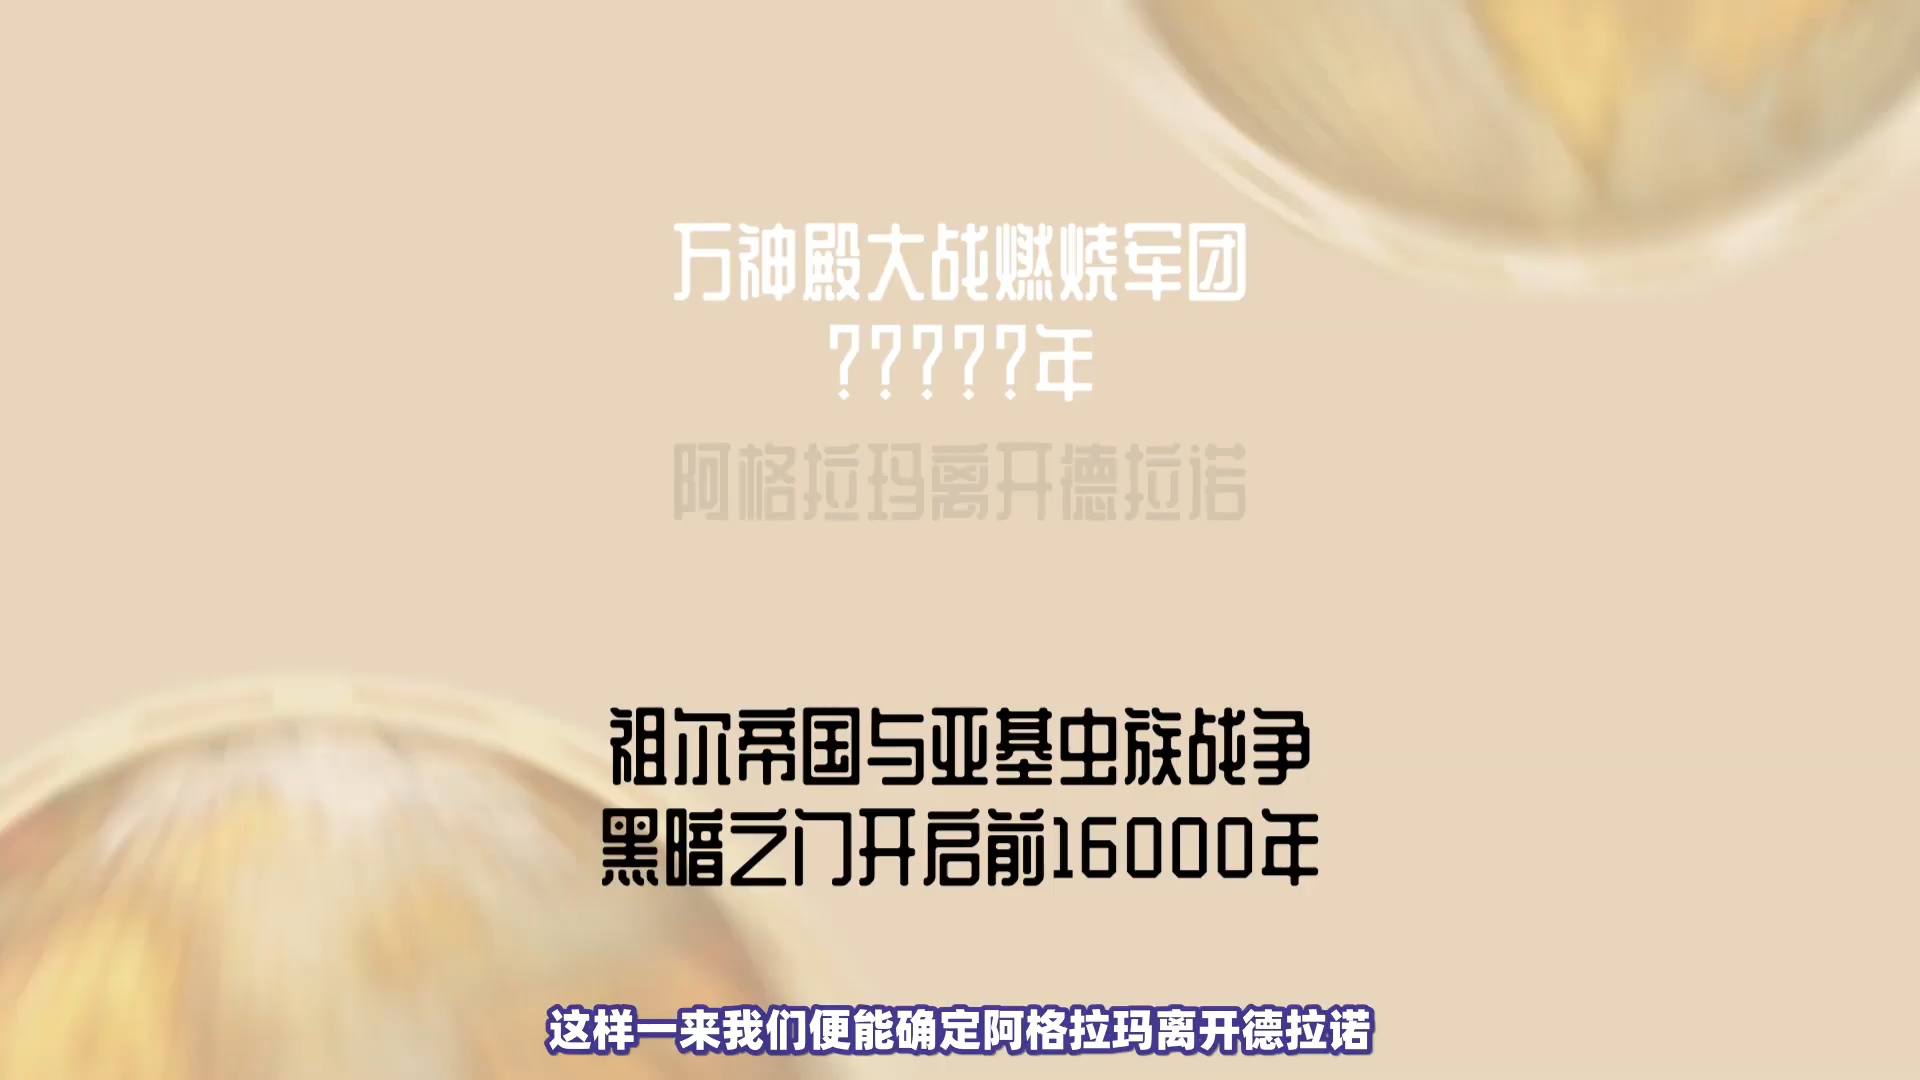 万神殿大战燃烧军团
?????年
阿格拉玛离开德拉诺
祖尔帝国与亚基虫族战争
黑暗之门开启前16000年
这样一来我们便能确定阿格拉玛离开德拉诺